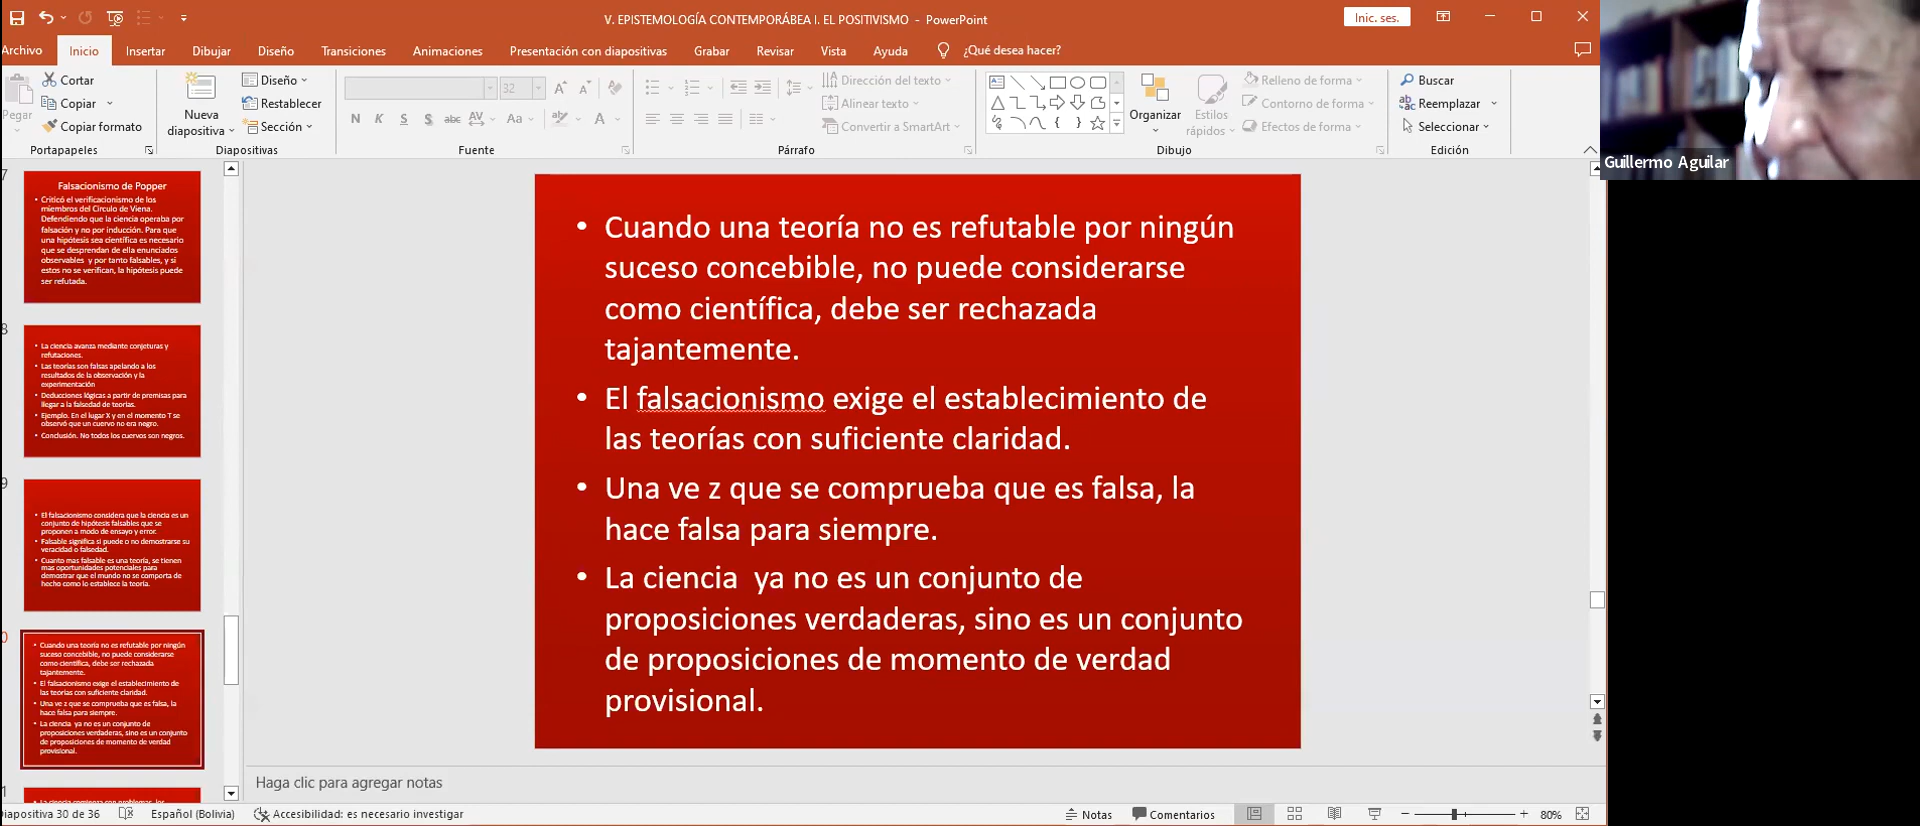 V. EPISTEMOLOGÍA CONTEMPORÁBEA I. EL POSITIVISMO - PowerPoint
Inic. ses.
Archivo
Inicio
Insertar
Dibujar
Diseño
Transiciones
Animaciones
Presentación con diapositivas
Grabar
Revisar
Vista
Ayuda
¿Qué desea hacer?
Pegar
Cortar
Copiar
Copiar formato
Portapapeles
Nueva
diapositiva
Diseño
Restablecer
Sección
Diapositivas
32
N K S S abc AV Aa A
Fuente
Dirección del texto
Alinear texto
Convertir a SmartArt
Párrafo
Organizar
Estilos
rápidos
Relleno de forma
Contorno de forma
Efectos de forma
Dibujo
Buscar
Reemplazar
Seleccionar
Edición
Guillermo Aguilar
7
Falsacionismo de Popper
• Criticó el verificacionismo de los
miembros del Círculo de Viena.
Defendiendo que la ciencia operaba por
falsación y no por inducción. Para que
una hipótesis sea científica es necesario
que se desprendan de ella enunciados
observables y por tanto falsables, y si
estos no se verifican, la hipótesis puede
ser refutada.
8
• La ciencia avanza mediante conjeturas y
refutaciones.
• Las teorías son falsas apelando a los
resultados de la observación y la
experimentación
• Deducciones lógicas a partir de premisas para
llegar a la falsedad de teorías.
• Ejemplo. En el lugar X y en el momento T se
observó que un cuervo no era negro.
• Conclusión. No todos los cuervos son negros.
9
• El falsacionismo considera que la ciencia es un
conjunto de hipótesis falsables que se
proponen a modo de ensayo y error.
• Falsable significa si puede o no demostrarse su
veracidad o falsedad.
• Cuanto mas falsable es una teoría, se tienen
mas oportunidades potenciales para
demostrar que el mundo no se comporta de
hecho como lo establece la teoría.
0
• Cuando una teoría no es refutable por ningún
suceso concebible, no puede considerarse
como científica, debe ser rechazada
tajantemente.
• El falsacionismo exige el establecimiento de
las teorías con suficiente claridad.
• Una ve z que se comprueba que es falsa, la
hace falsa para siempre.
• La ciencia  ya no es un conjunto de
proposiciones verdaderas, sino es un conjunto
de proposiciones de momento de verdad
provisional.
1
• Cuando una teoría no es refutable por ningún
suceso concebible, no puede considerarse
como científica, debe ser rechazada
tajantemente.
• El falsacionismo exige el establecimiento de
las teorías con suficiente claridad.
• Una ve z que se comprueba que es falsa, la
hace falsa para siempre.
• La ciencia  ya no es un conjunto de
proposiciones verdaderas, sino es un conjunto
de proposiciones de momento de verdad
provisional.
Haga clic para agregar notas
Diapositiva 30 de 36
Español (Bolivia)
Accesibilidad: es necesario investigar
Notas
Comentarios
80%